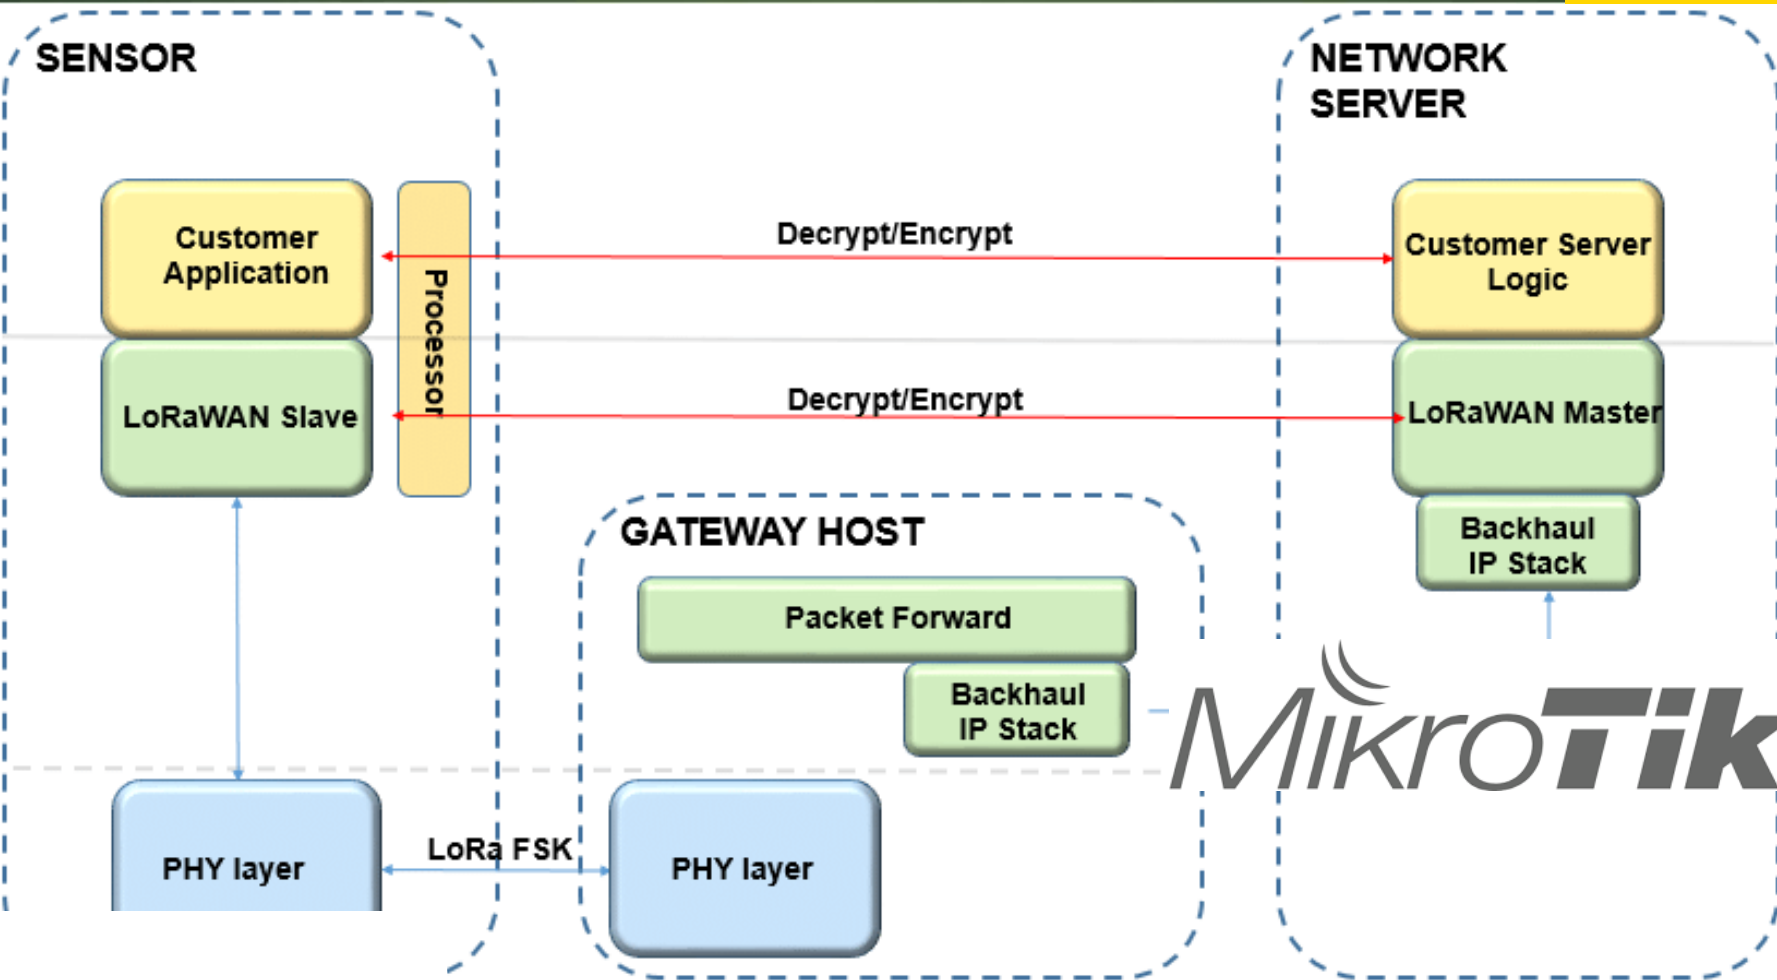 SENSOR
NETWORK
SERVER
Customer
Application
Processor
Decrypt/Encrypt
Customer Server
Logic
LoRaWAN Slave
Decrypt/Encrypt
LoRaWAN Master
GATEWAY HOST
Backhaul
IP Stack
Packet Forward
Backhaul
IP Stack
MikroTik
PHY layer
LoRa FSK
PHY layer